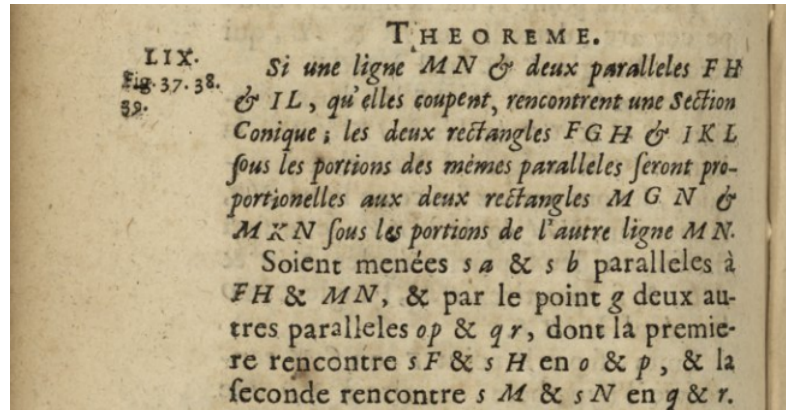 THEOREME.
LIX.
Fig. 37. 38.
39.
Si une ligne MN & deux paralleles FH
& IL, qu'elles coupent, rencontrent une Section
Conique; les deux rectangles FGH & IKL
ſous les portions des mêmes paralleles ſeront pro-
portionelles aux deux rectangles MGN &
MKN ſous les portions de l'autre ligne MN.
Soient menées sa & sb paralleles à
FH & MN, & par le point g deux au-
tres paralleles op & qr, dont la premie-
re rencontre sF & sH en o & p, & la
ſeconde rencontre s M & sN en q & r.